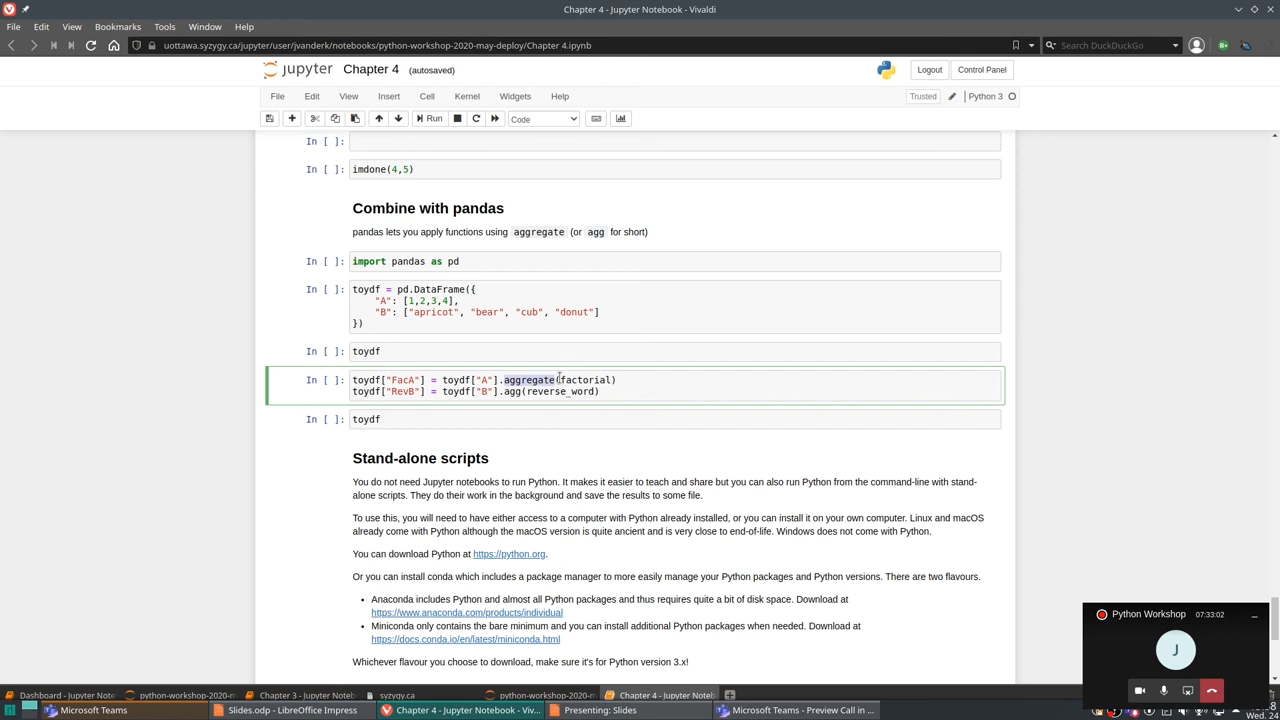 Chapter 4 - Jupyter Notebook - Vivaldi
File Edit View Bookmarks Tools Window Help
uottawa.syzygy.ca/jupyter/user/jvanderk/notebooks/python-workshop-2020-may-deploy/Chapter 4.ipynb
Search DuckDuckGo
jupyter Chapter 4 (autosaved)
Logout Control Panel
File Edit View Insert Cell Kernel Widgets Help
Trusted Python 3
Run Code
In [ ]:
In [ ]: imdone(4,5)
Combine with pandas
pandas lets you apply functions using aggregate (or agg for short)
In [ ]: import pandas as pd
In [ ]: toydf = pd.DataFrame({
"A": [1,2,3,4],
"B": ["apricot", "bear", "cub", "donut"]
})
In [ ]: toydf
In [ ]: toydf["FacA"] = toydf["A"].aggregate(factorial)
toydf["RevB"] = toydf["B"].agg(reverse_word)
In [ ]: toydf
Stand-alone scripts
You do not need Jupyter notebooks to run Python. It makes it easier to teach and share but you can also run Python from the command-line with stand-
alone scripts. They do their work in the background and save the results to some file.
To use this, you will need to have either access to a computer with Python already installed, or you can install it on your own computer. Linux and macOS
already come with Python although the macOS version is quite ancient and is very close to end-of-life. Windows does not come with Python.
You can download Python at https://python.org.
Or you can install conda which includes a package manager to more easily manage your Python packages and Python versions. There are two flavours.
• Anaconda includes Python and almost all Python packages and thus requires quite a bit of disk space. Download at
https://www.anaconda.com/products/individual
• Miniconda only contains the bare minimum and you can install additional Python packages when needed. Download at
https://docs.conda.io/en/latest/miniconda.html
Whichever flavour you choose to download, make sure it's for Python version 3.x!
Python Workshop 07:33:02
J
Dashboard - Jupyter Note python-workshop-2020-m Chapter 3 - Jupyter Notebo syzygy.ca python-workshop-2020-m Chapter 4 - Jupyter Noteb
Microsoft Teams Slides.odp - LibreOffice Impress Chapter 4 - Jupyter Notebook - Viv... Presenting: Slides Microsoft Teams - Preview Call in ...